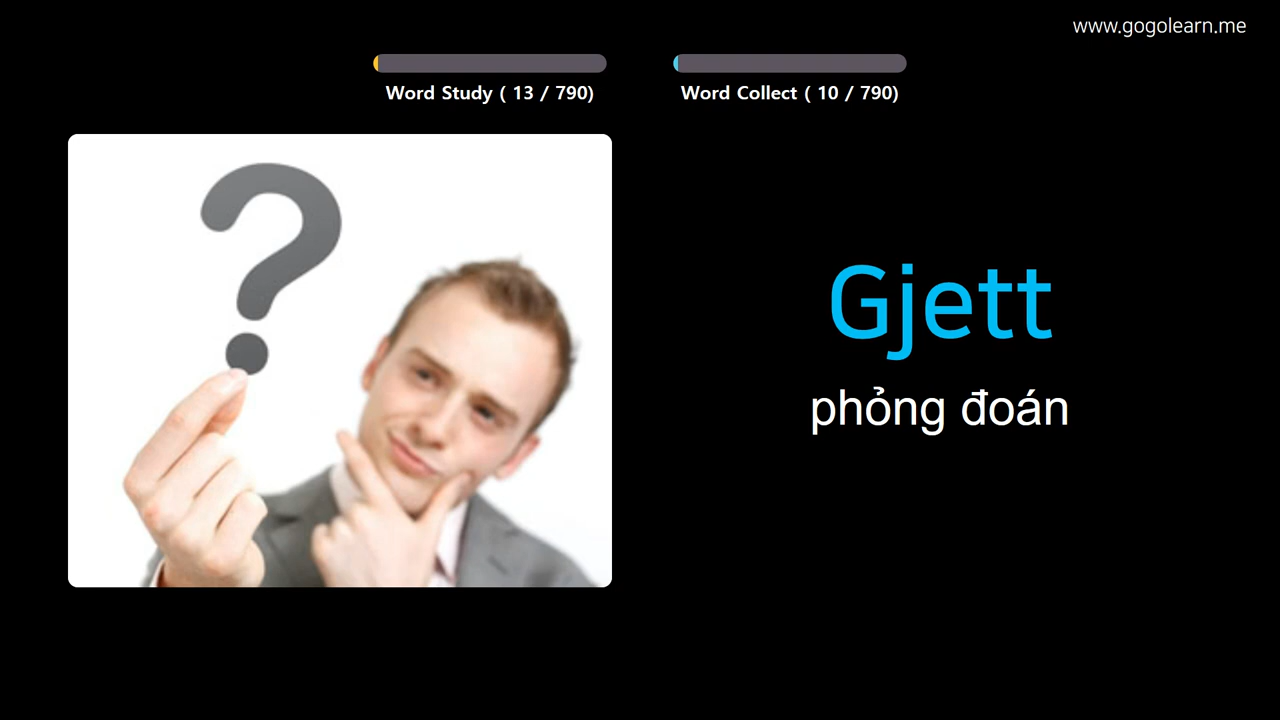 www.gogolearn.me
Word Study ( 13 / 790)
Word Collect ( 10 / 790)
?
Gjett
phỏng đoán